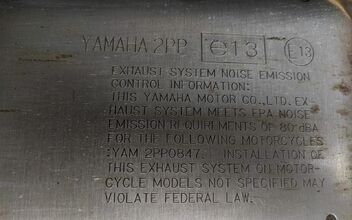 YAMAHA 2PP e13 E13
EXHAUST SYSTEM NOISE EMISSION
CONTROL INFORMATION:
THIS YAMAHA MOTOR CO.,LTD. EX-
HAUST SYSTEM MEETS EPA NOISE
EMISSION REQUIREMENTS OF 80 dBA
FOR THE FOLLOWING MOTORCYCLES
:YAM 2PP0847. INSTALLATION OF
THIS EXHAUST SYSTEM ON MOTOR-
CYCLE MODELS NOT SPECIFIED MAY
VIOLATE FEDERAL LAW.